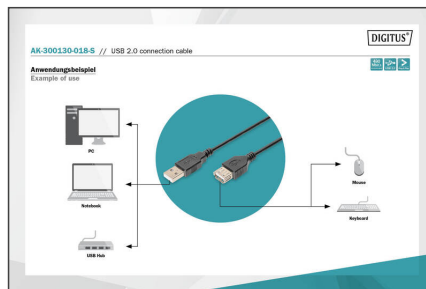 DIGITUS®
AK-300130-018-S // USB 2.0 connection cable
Anwendungsbeispiel
Example of use
PC
Notebook
USB Hub
Mouse
Keyboard